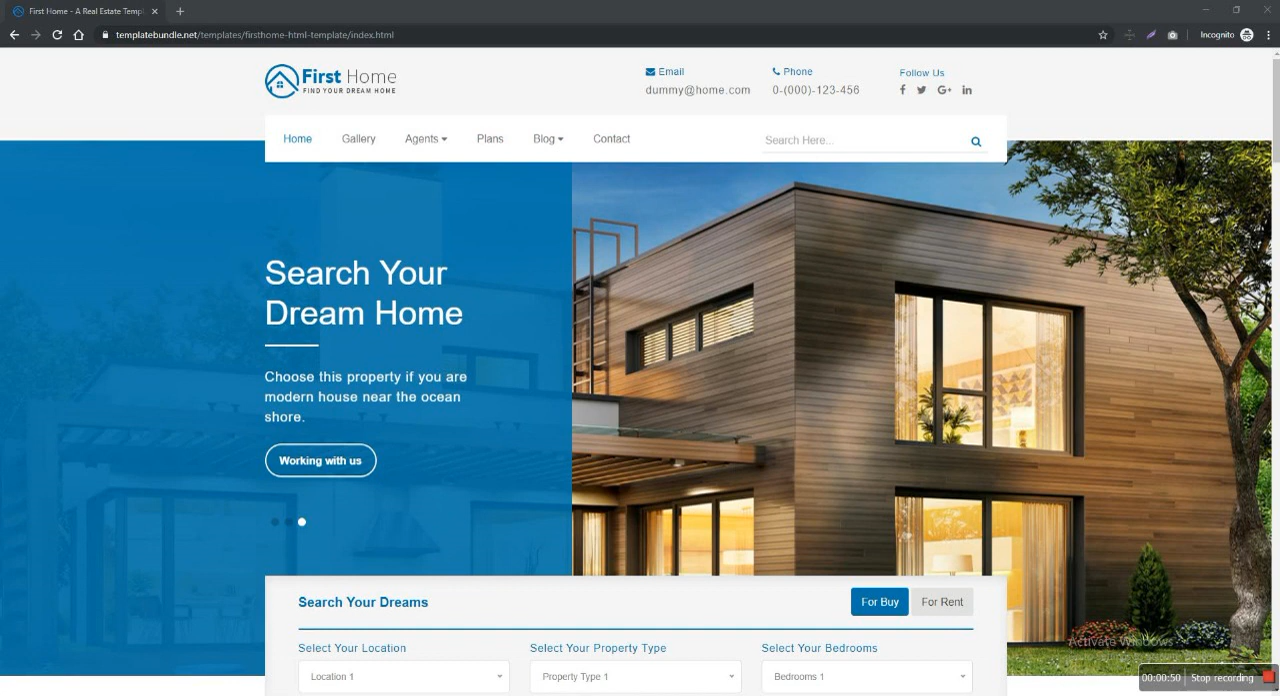 First Home - A Real Estate Templ
templatebundle.net/templates/firsthome-html-template/index.html
Incognito
First Home
FIND YOUR DREAM HOME
Email
dummy@home.com
Phone
0-(000)-123-456
Follow Us
Home Gallery Agents Plans Blog Contact
Search Here...
Search Your
Dream Home
Choose this property if you are
modern house near the ocean
shore.
Working with us
Search Your Dreams
For Buy For Rent
Select Your Location Select Your Property Type Select Your Bedrooms
Location 1 Property Type 1 Bedrooms 1
Activate Windows
00:00:50 Stop recording